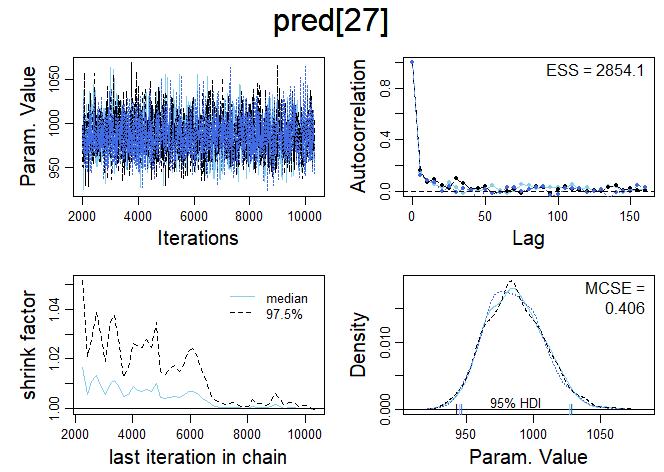 pred[27]
Param. Value
950 1000 1050
2000 4000 6000 8000 10000
Iterations
Autocorrelation
0.0 0.4 0.8
ESS = 2854.1
0 50 100 150
Lag
shrink factor
1.00 1.02 1.04
median
97.5%
2000 4000 6000 8000 10000
last iteration in chain
Density
0.000 0.010
MCSE =
0.406
95% HDI
950 1000 1050
Param. Value